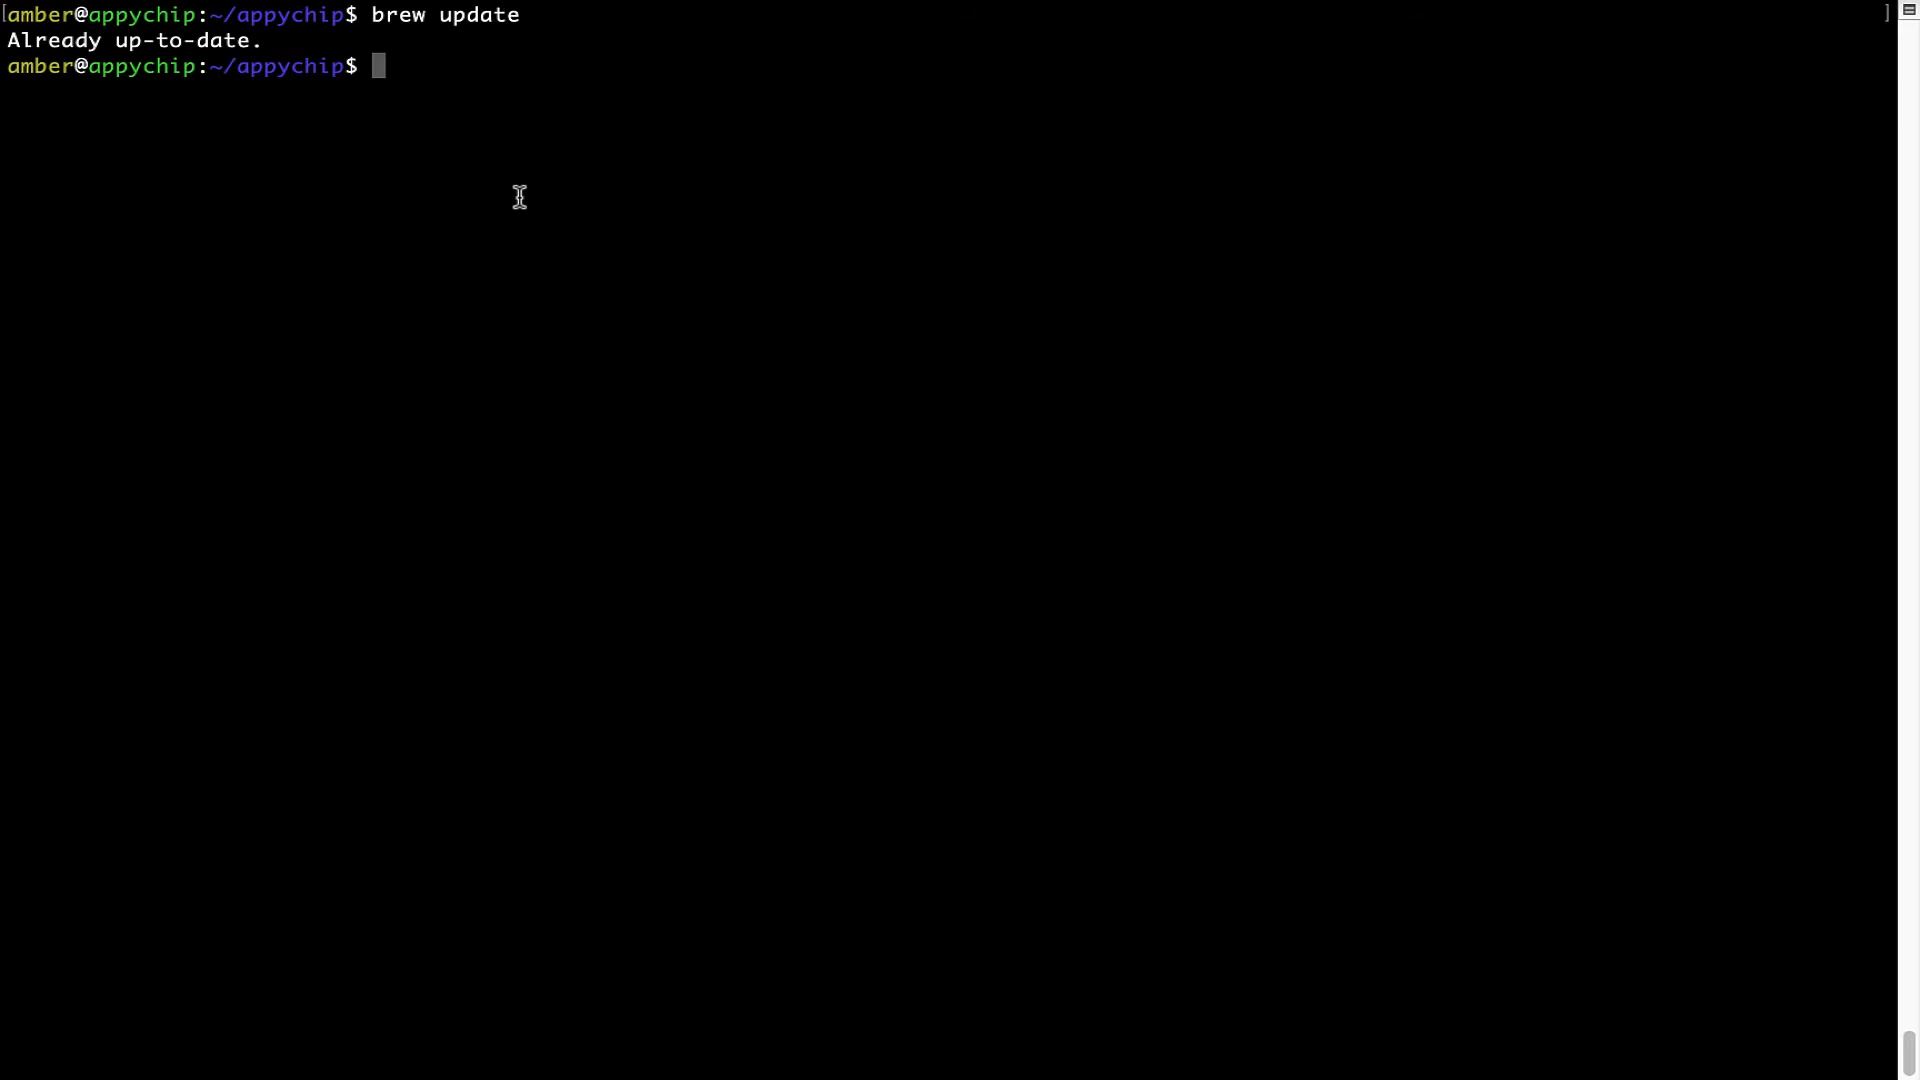 [amber@appychip:~/appychip$ brew update ]
Already up-to-date.
amber@appychip:~/appychip$